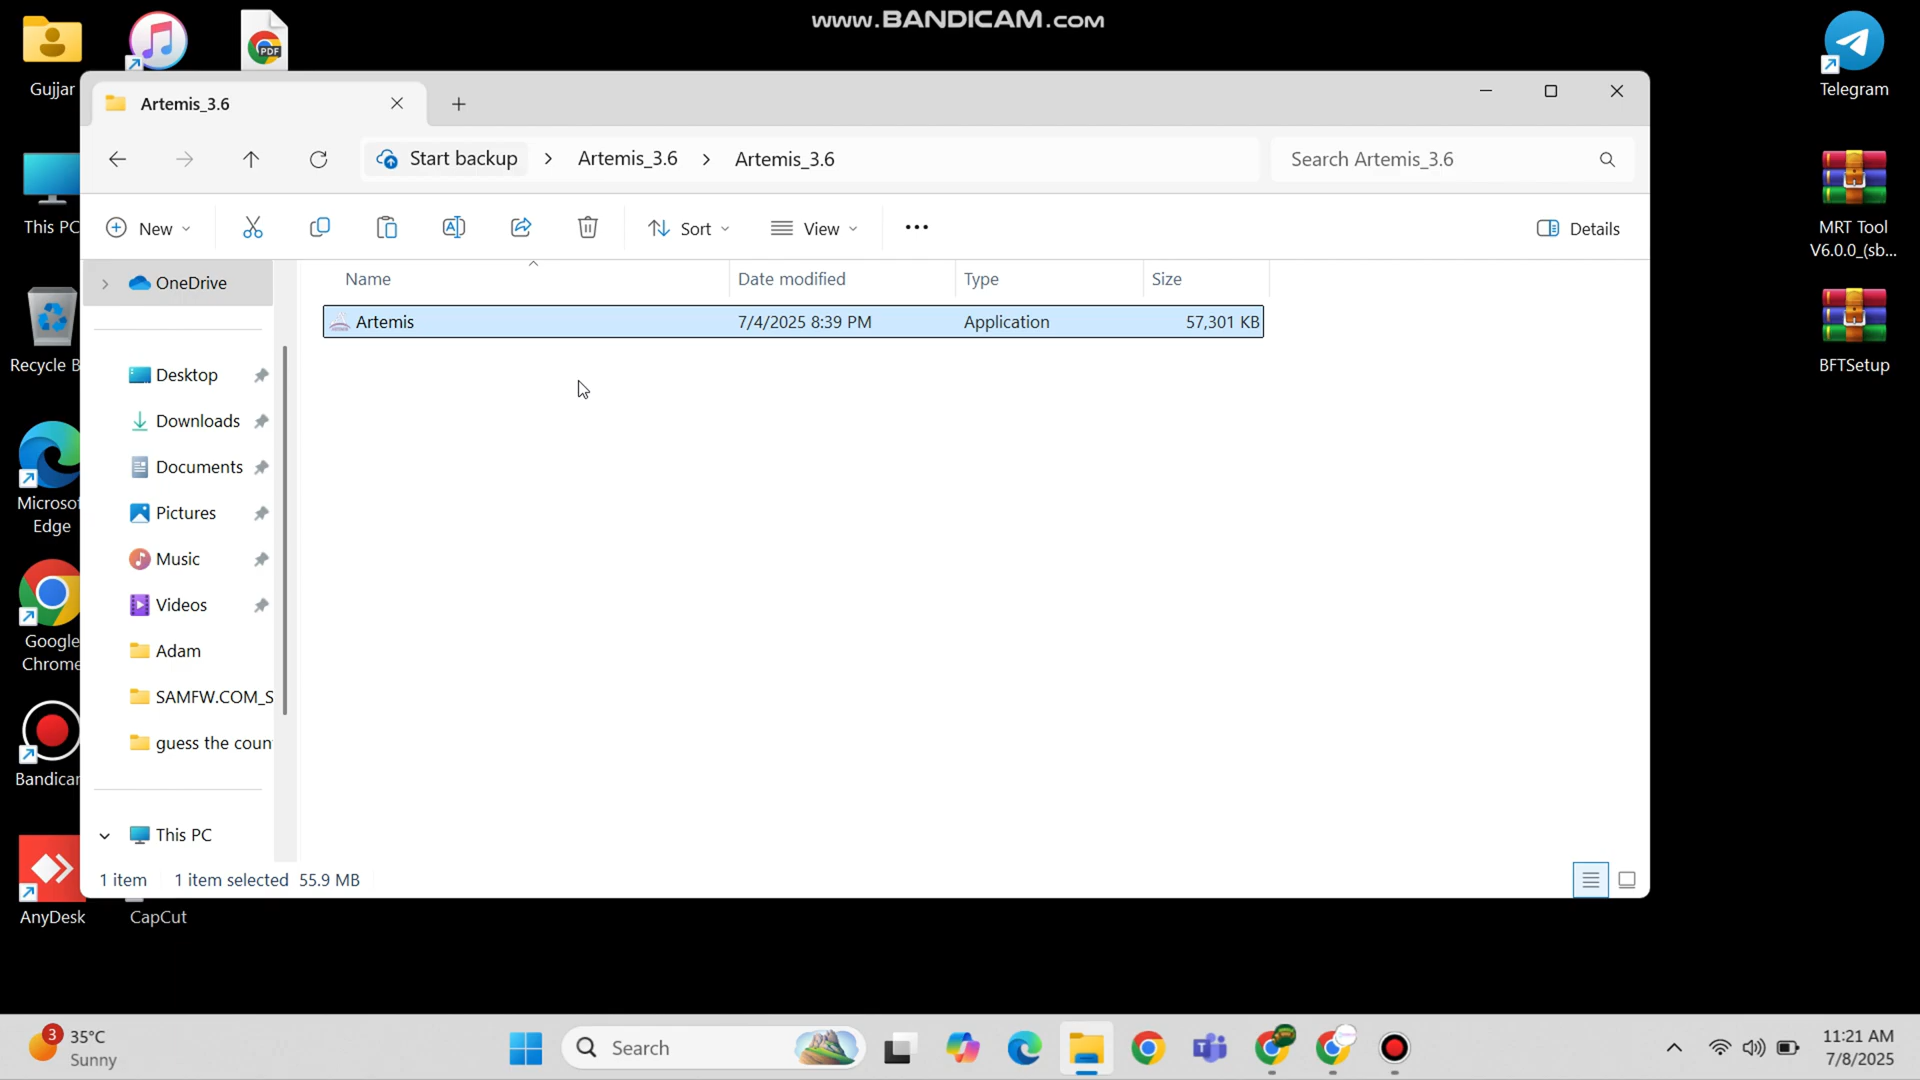 www.BANDICAM.com
Gujjar
PDF
Telegram
Artemis_3.6
Start backup
Artemis_3.6
Artemis_3.6
Search Artemis_3.6
This PC
MRT Tool
V6.0.0_(sb...
New
Sort
View
Details
OneDrive
Name
Date modified
Type
Size
Artemis
7/4/2025 8:39 PM
Application
57,301 KB
Recycle B
BFTSetup
Desktop
Downloads
Documents
Pictures
Music
Videos
Adam
SAMFW.COM_S
guess the coun
This PC
Microsof
Edge
Google
Chrome
Bandicar
AnyDesk
CapCut
1 item
1 item selected
55.9 MB
3
35°C
Sunny
Search
11:21 AM
7/8/2025